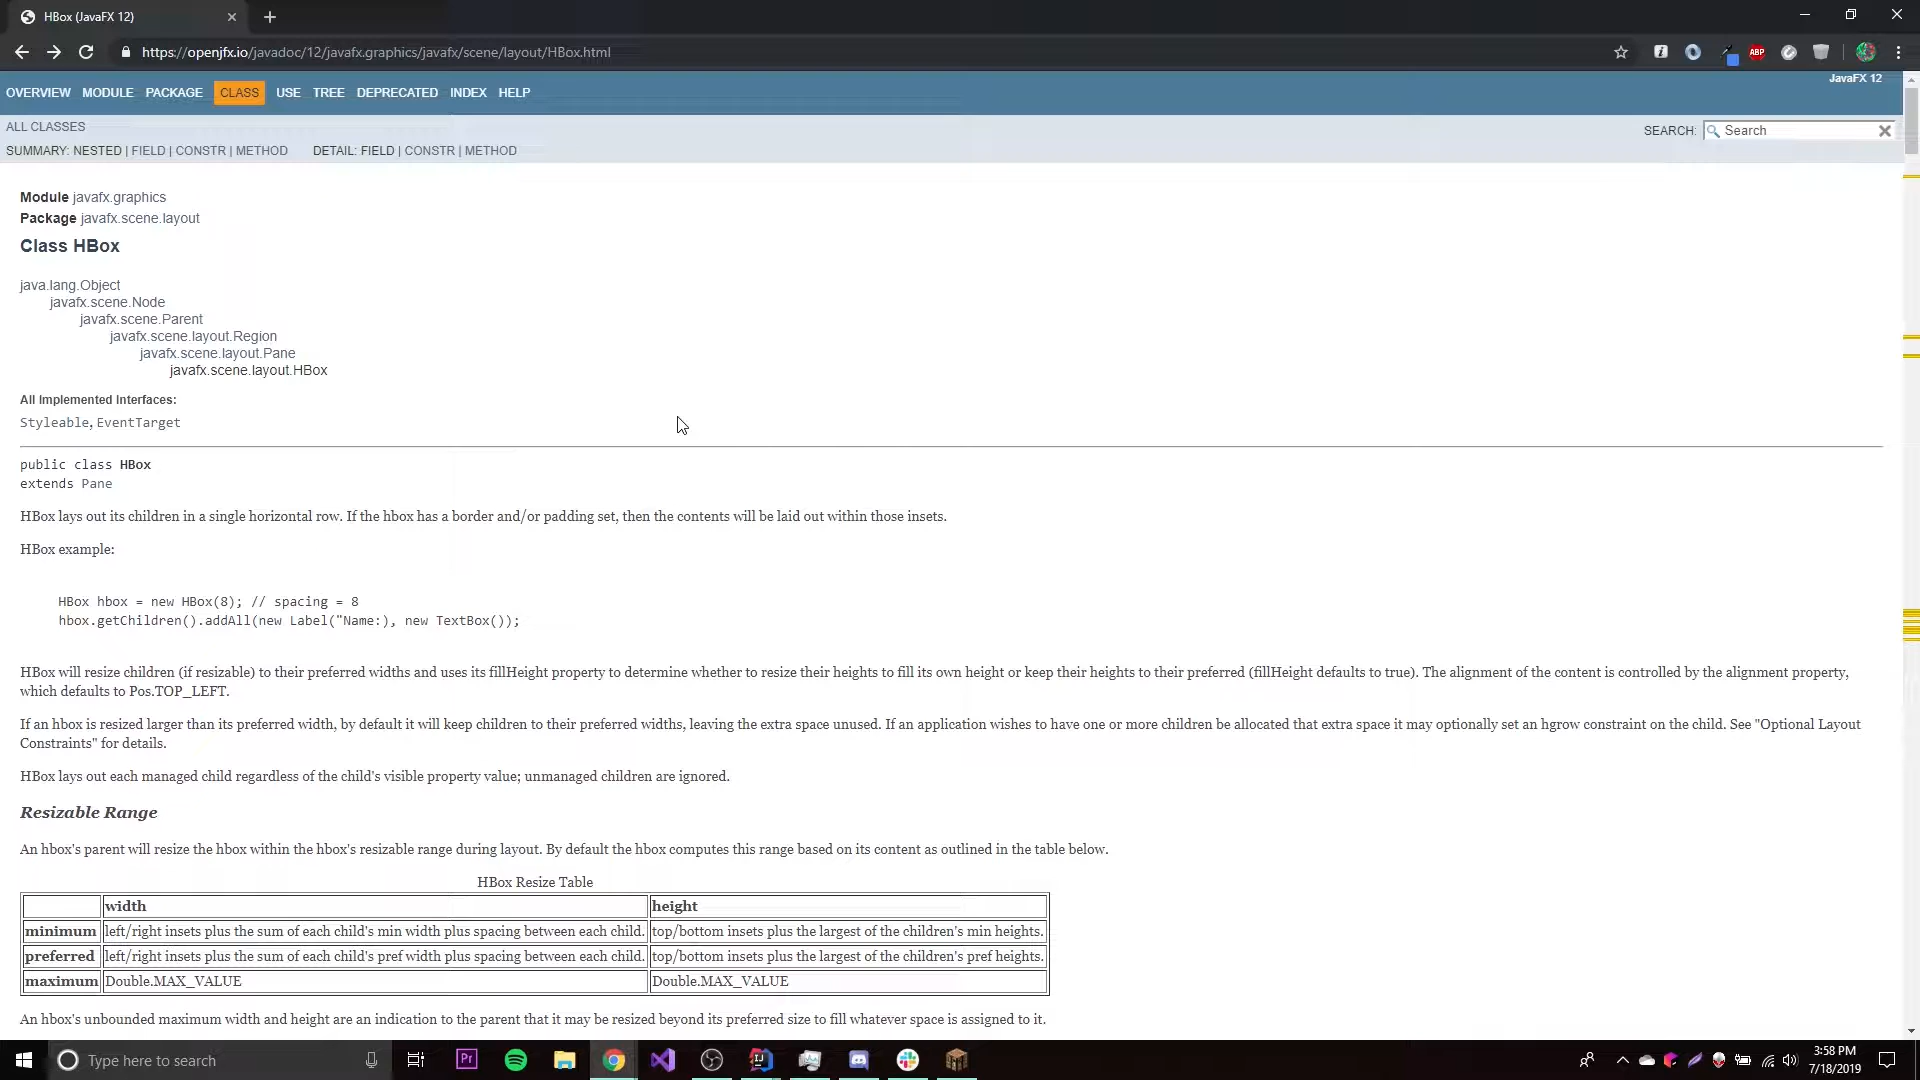 HBox (JavaFX 12)
https://openjfx.io/javadoc/12/javafx.graphics/javafx/scene/layout/HBox.html
ABP
JavaFX 12
OVERVIEW MODULE PACKAGE CLASS USE TREE DEPRECATED INDEX HELP
ALL CLASSES
SEARCH: Search
SUMMARY: NESTED | FIELD | CONSTR | METHOD DETAIL: FIELD | CONSTR | METHOD
Module javafx.graphics
Package javafx.scene.layout
Class HBox
java.lang.Object
javafx.scene.Node
javafx.scene.Parent
javafx.scene.layout.Region
javafx.scene.layout.Pane
javafx.scene.layout.HBox
All Implemented Interfaces:
Styleable, EventTarget
public class HBox
extends Pane
HBox lays out its children in a single horizontal row. If the hbox has a border and/or padding set, then the contents will be laid out within those insets.
HBox example:
HBox hbox = new HBox(8); // spacing = 8
hbox.getChildren().addAll(new Label("Name:), new TextBox());
HBox will resize children (if resizable) to their preferred widths and uses its fillHeight property to determine whether to resize their heights to fill its own height or keep their heights to their preferred (fillHeight defaults to true). The alignment of the content is controlled by the alignment property,
which defaults to Pos.TOP_LEFT.
If an hbox is resized larger than its preferred width, by default it will keep children to their preferred widths, leaving the extra space unused. If an application wishes to have one or more children be allocated that extra space it may optionally set an hgrow constraint on the child. See "Optional Layout
Constraints" for details.
HBox lays out each managed child regardless of the child's visible property value; unmanaged children are ignored.
Resizable Range
An hbox's parent will resize the hbox within the hbox's resizable range during layout. By default the hbox computes this range based on its content as outlined in the table below.
HBox Resize Table
width height
minimum left/right insets plus the sum of each child's min width plus spacing between each child. top/bottom insets plus the largest of the children's min heights.
preferred left/right insets plus the sum of each child's pref width plus spacing between each child. top/bottom insets plus the largest of the children's pref heights.
maximum Double.MAX_VALUE Double.MAX_VALUE
An hbox's unbounded maximum width and height are an indication to the parent that it may be resized beyond its preferred size to fill whatever space is assigned to it.
Type here to search
Pr
3:58 PM
7/18/2019